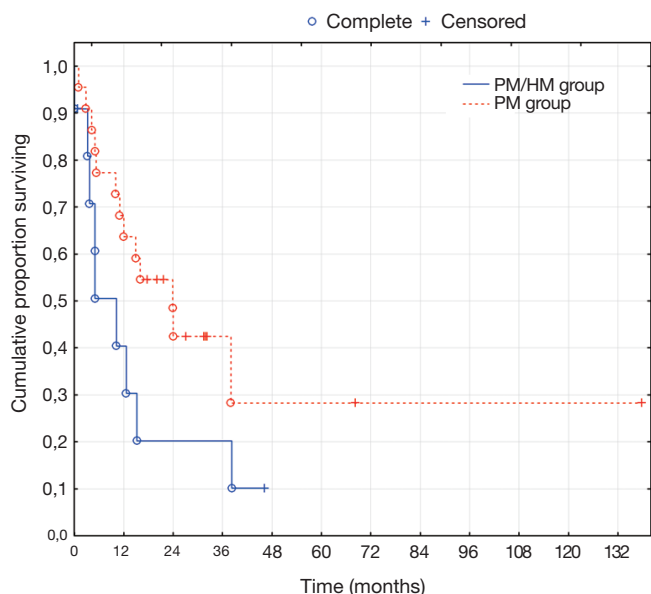 Complete + Censored
PM/HM group
PM group
Cumulative proportion surviving
1,0
0,9
0,8
0,7
0,6
0,5
0,4
0,3
0,2
0,1
0,0
0 12 24 36 48 60 72 84 96 108 120 132
Time (months)